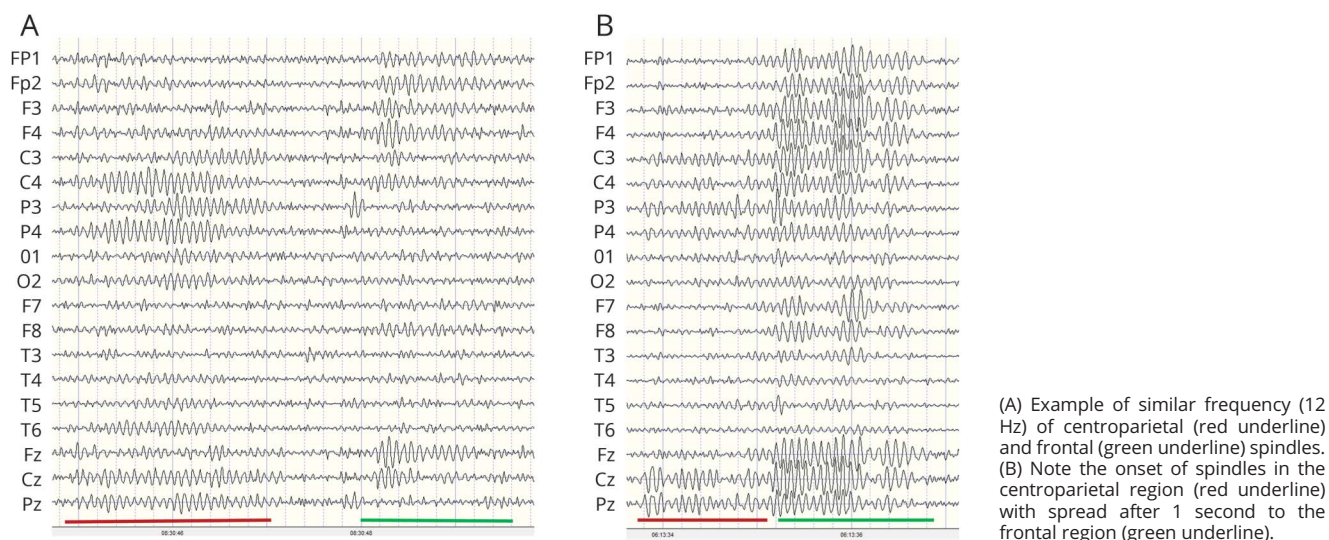 A
FP1
Fp2
F3
F4
C3
C4
P3
P4
01
O2
F7
F8
T3
T4
T5
T6
Fz
Cz
Pz
08:30:46 08:30:48
B
FP1
Fp2
F3
F4
C3
C4
P3
P4
01
O2
F7
F8
T3
T4
T5
T6
Fz
Cz
Pz
06:13:34 06:13:36
(A) Example of similar frequency (12
Hz) of centroparietal (red underline)
and frontal (green underline) spindles.
(B) Note the onset of spindles in the
centroparietal region (red underline)
with spread after 1 second to the
frontal region (green underline).